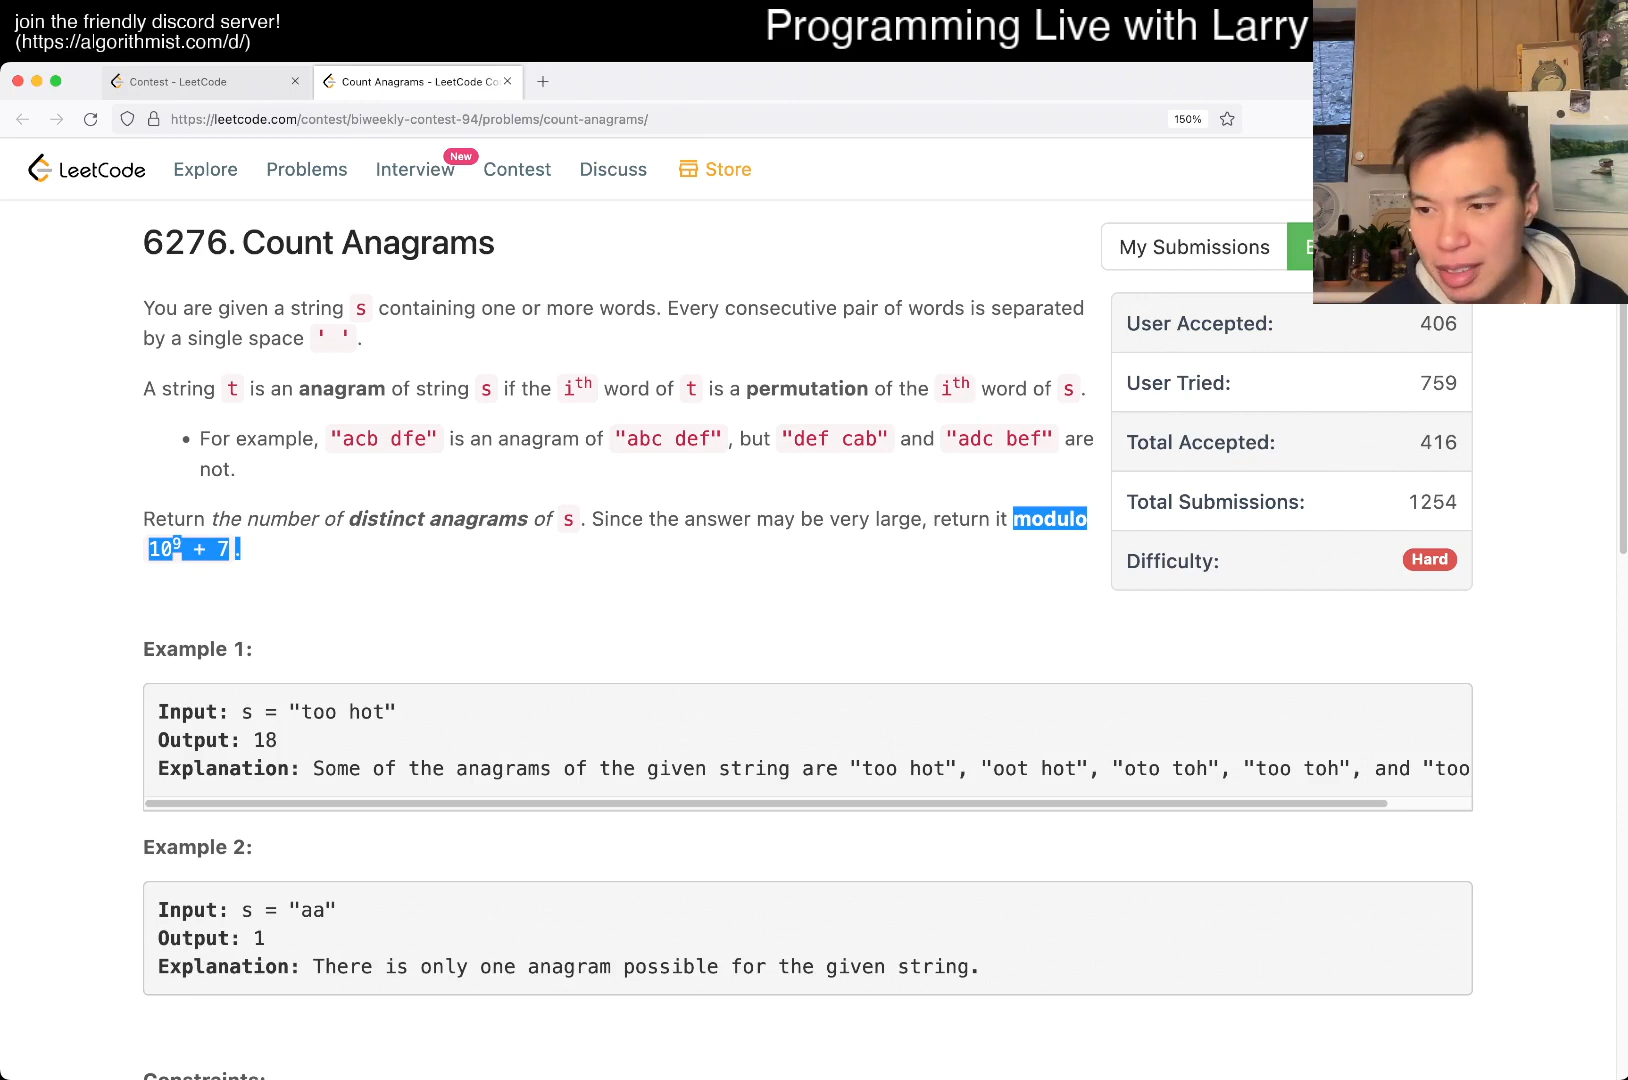 join the friendly discord server!
(https://algorithmist.com/d/)
Programming Live with Larry
Contest - LeetCode
Count Anagrams - LeetCode Co
https://leetcode.com/contest/biweekly-contest-94/problems/count-anagrams/
150%
LeetCode Explore Problems Interview New Contest Discuss Store
6276. Count Anagrams
My Submissions
You are given a string s containing one or more words. Every consecutive pair of words is separated
by a single space ' '.
A string t is an anagram of string s if the ith word of t is a permutation of the ith word of s.
• For example, "acb dfe" is an anagram of "abc def", but "def cab" and "adc bef" are
not.
Return the number of distinct anagrams of s. Since the answer may be very large, return it modulo
10⁹ + 7.
User Accepted: 406
User Tried: 759
Total Accepted: 416
Total Submissions: 1254
Difficulty: Hard
Example 1:
Input: s = "too hot"
Output: 18
Explanation: Some of the anagrams of the given string are "too hot", "oot hot", "oto toh", "too toh", and "too
Example 2:
Input: s = "aa"
Output: 1
Explanation: There is only one anagram possible for the given string.
Constraints: